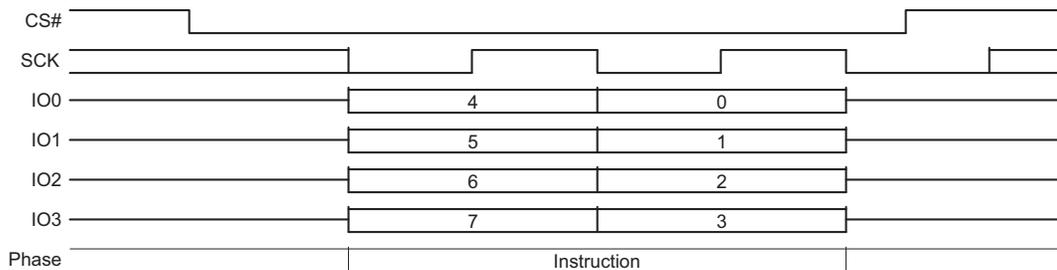 CS#
SCK
IO0 4 0
IO1 5 1
IO2 6 2
IO3 7 3
Phase Instruction